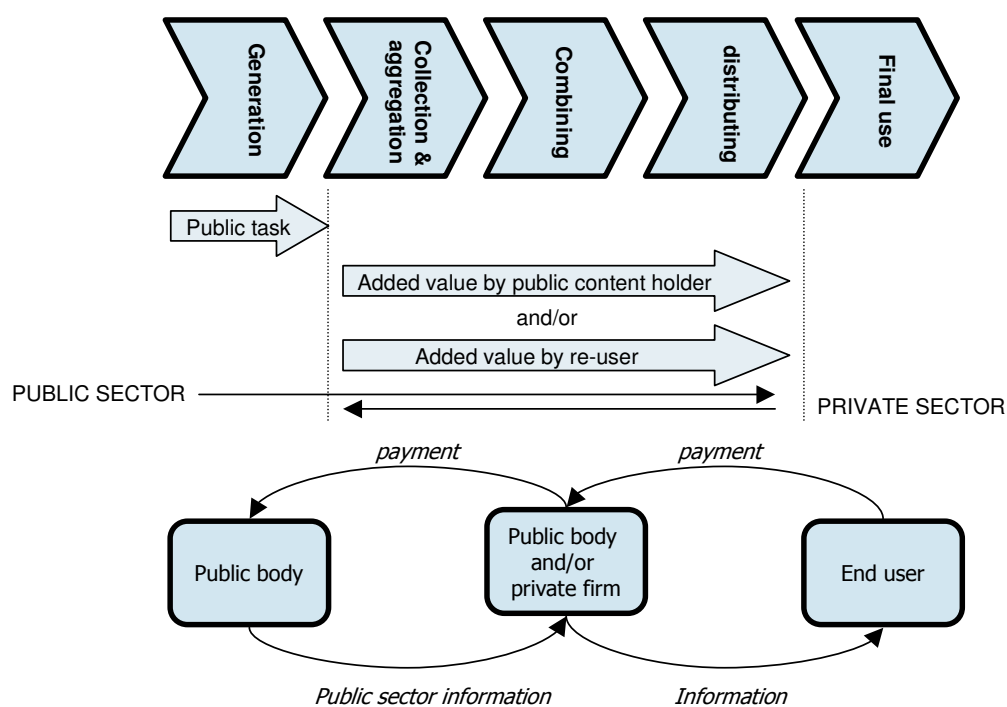 Generation
Collection &
aggregation
Combining
distributing
Final use
Public task
Added value by public content holder
and/or
Added value by re-user
PUBLIC SECTOR
PRIVATE SECTOR
payment
payment
Public body
Public body
and/or
private firm
End user
Public sector information
Information